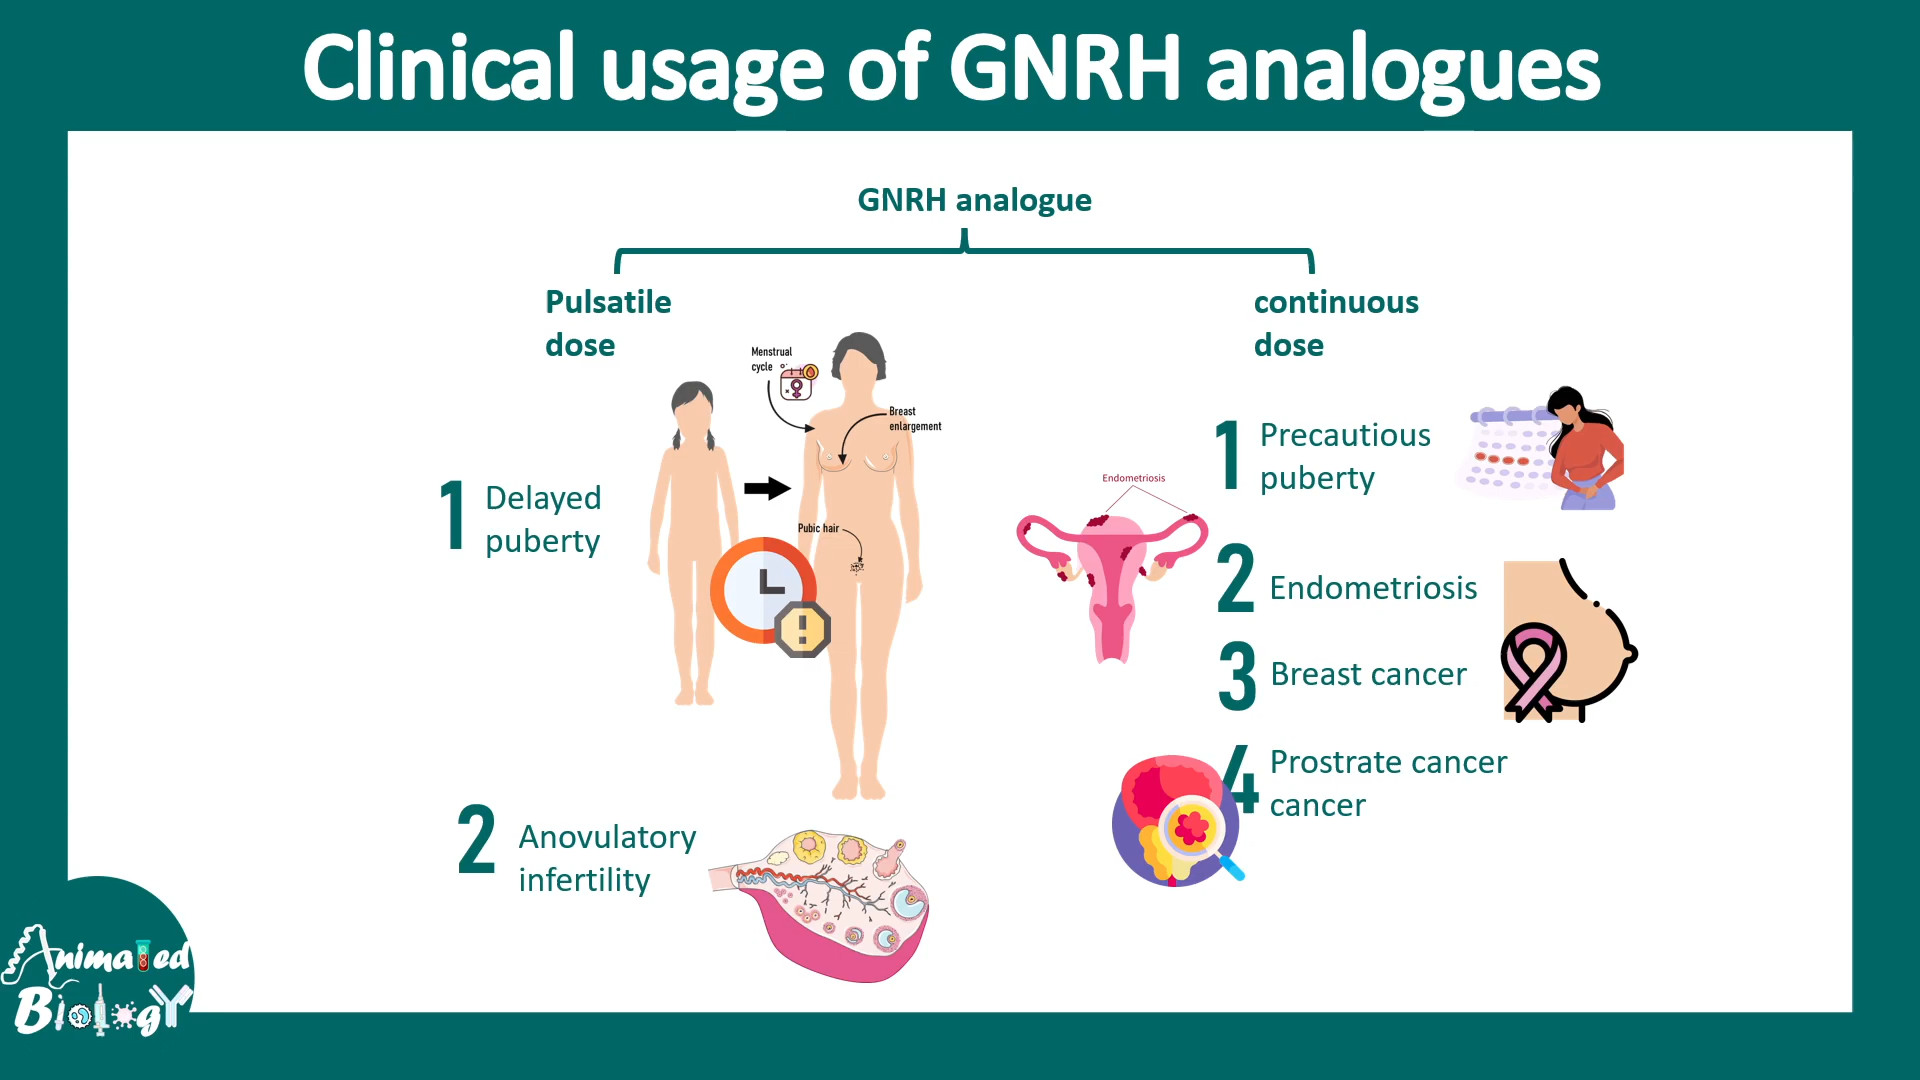 Clinical usage of GNRH analogues
GNRH analogue
Pulsatile
dose
1 Delayed
puberty
Menstrual
cycle
Breast
enlargement
Pubic hair
2 Anovulatory
infertility
continuous
dose
1 Precautious
puberty
Endometriosis
2 Endometriosis
3 Breast cancer
4 Prostrate cancer
cancer
Animated
Biology